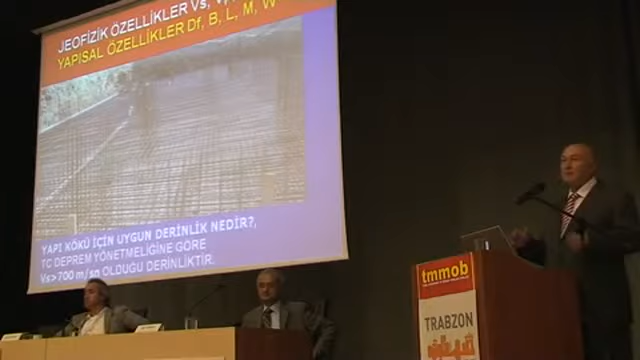 JEOFİZİK ÖZELLİKLER Vs,
YAPISAL ÖZELLİKLER Df, B, L, M, W
YAPI KÖKÜ İÇİN UYGUN DERİNLİK NEDİR?,
TC DEPREM YÖNETMELİĞİNE GÖRE
Vs>700 m/sn OLDUĞU DERİNLİKTİR.
tmmob
TRABZON